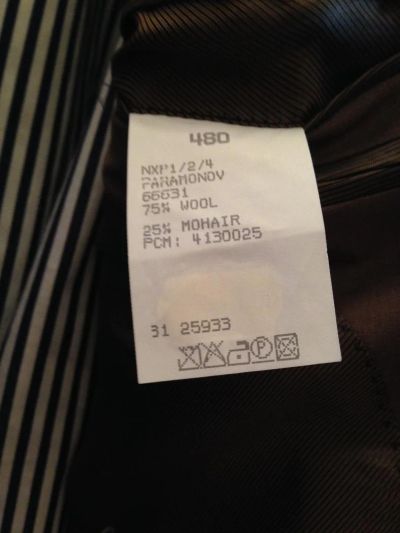 480
NXP1/2/4
PARAMONOV
66631
75% WOOL
25% MOHAIR
PCM: 4130025
31 25933
P